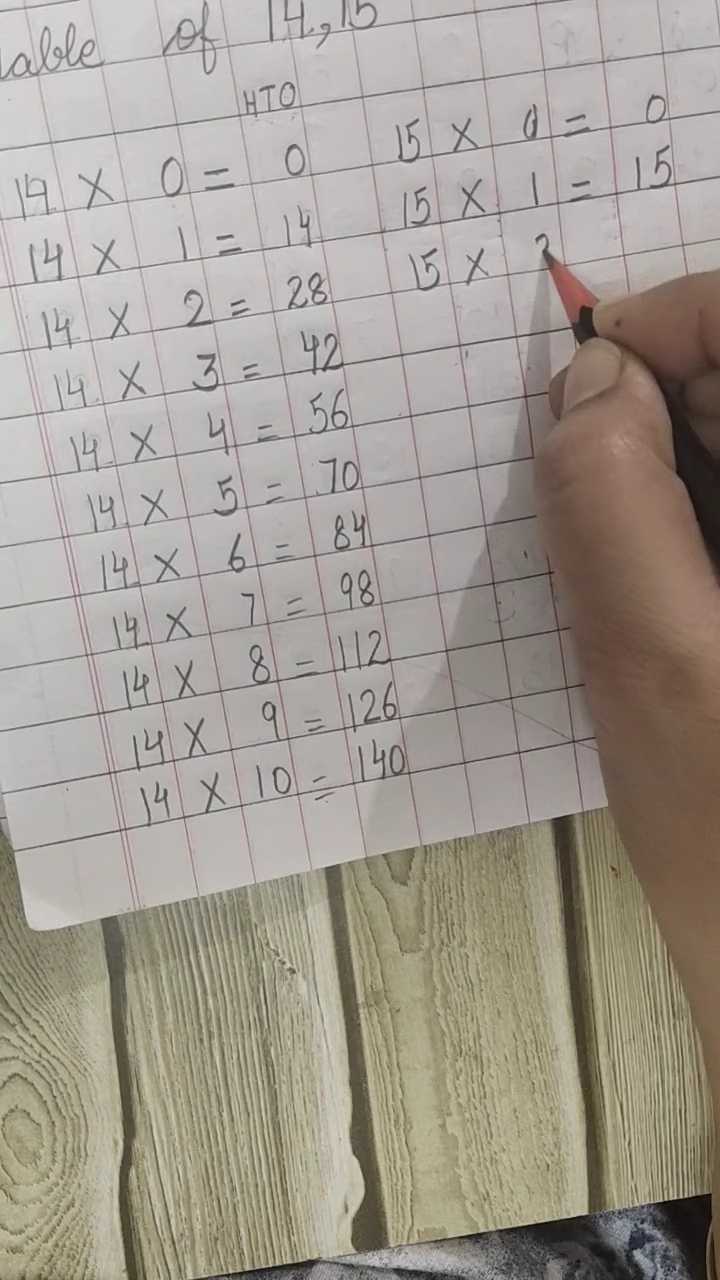 Table of 14,15
HTO
14 X 0 = 0
14 X 1 = 14
14 X 2 = 28
14 X 3 = 42
14 X 4 = 56
14 X 5 = 70
14 X 6 = 84
14 X 7 = 98
14 X 8 = 112
14 X 9 = 126
14 X 10 = 140
15 X 0 = 0
15 X 1 = 15
15 X